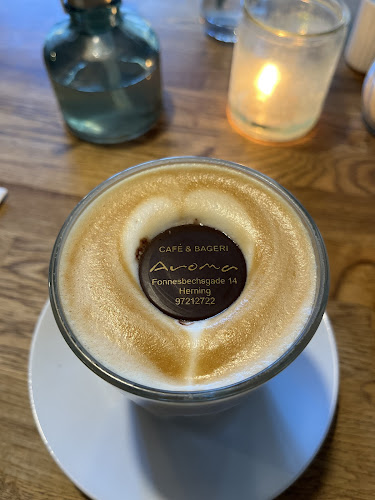 CAFÉ & BAGERI
Aroma
Fonnesbechsgade 14
Herning
97212722